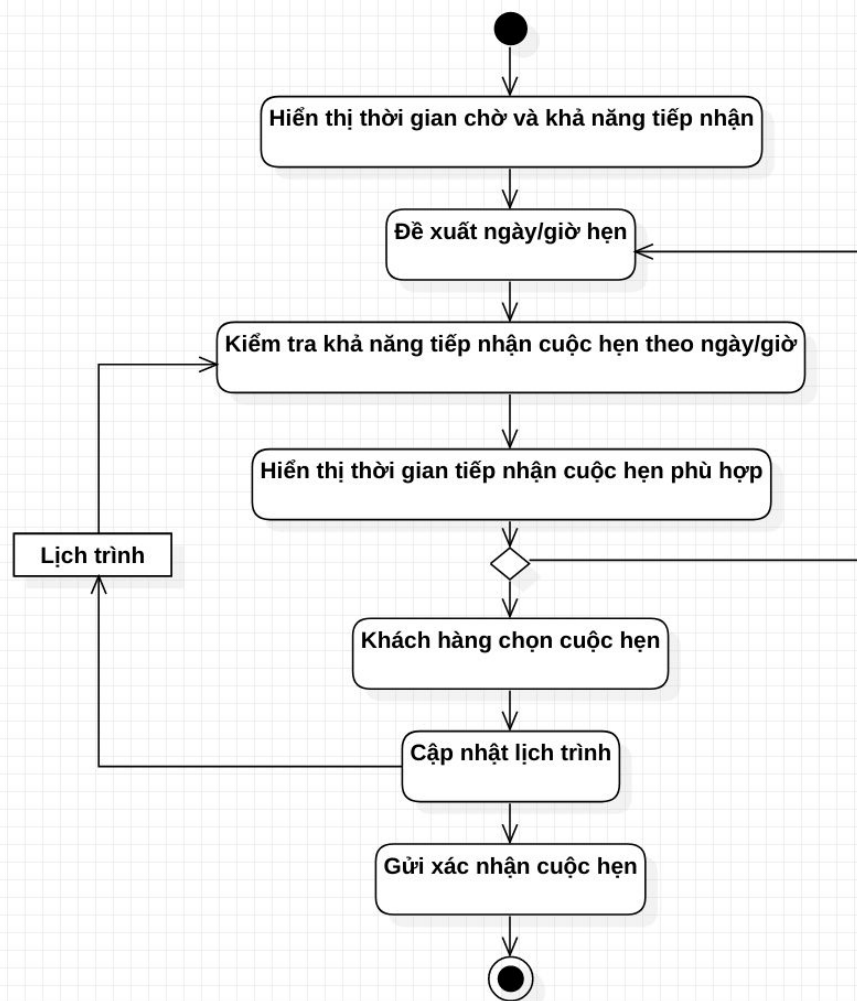 Hiển thị thời gian chờ và khả năng tiếp nhận
Đề xuất ngày/giờ hẹn
Kiểm tra khả năng tiếp nhận cuộc hẹn theo ngày/giờ
Hiển thị thời gian tiếp nhận cuộc hẹn phù hợp
Lịch trình
Khách hàng chọn cuộc hẹn
Cập nhật lịch trình
Gửi xác nhận cuộc hẹn